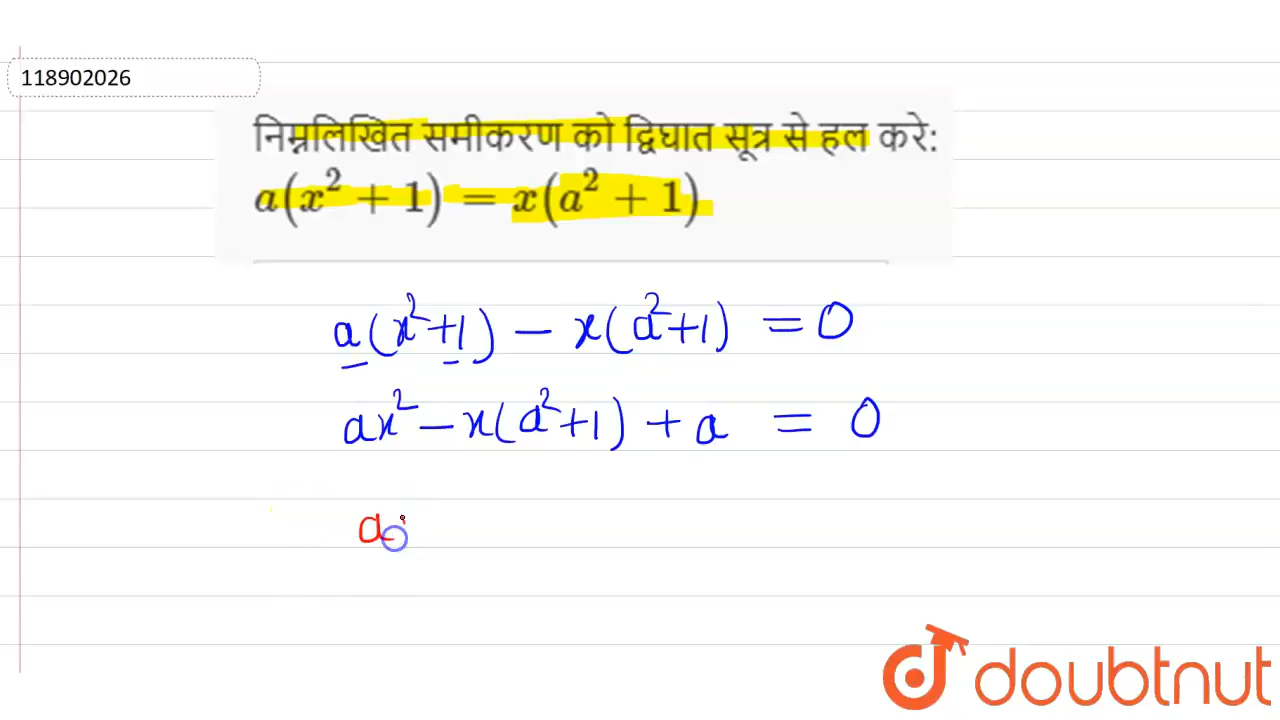 118902026
निम्नलिखित समीकरण को द्विघात सूत्र से हल करे:
a(x² + 1) = x(a² + 1)
a(x²+1) − x(a²+1) = 0
ax² − x(a²+1) + a = 0
a
doubtnut